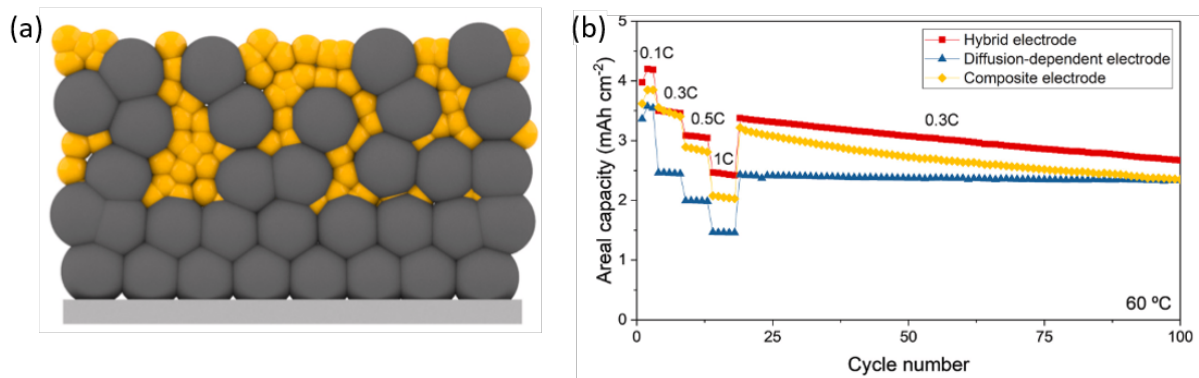 (a)
(b)
Areal capacity (mAh cm⁻²)
5
4
3
2
1
0
0.1C
0.3C
0.5C
1C
0.3C
Hybrid electrode
Diffusion-dependent electrode
Composite electrode
60 ºC
0 25 50 75 100
Cycle number